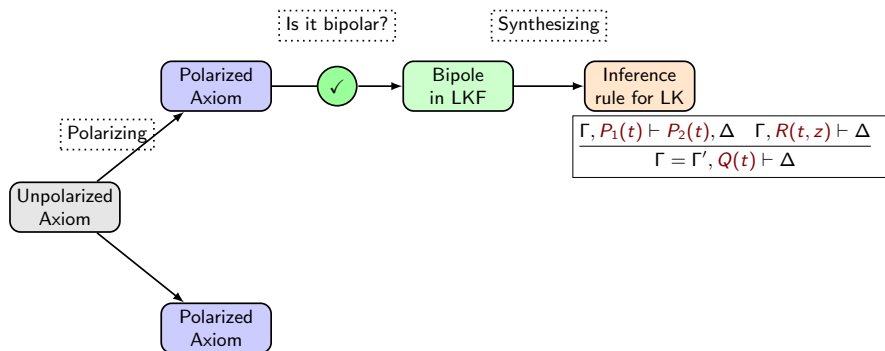 Is it bipolar?
Synthesizing
Polarized
Axiom
✓
Bipole
in LKF
Inference
rule for LK
Polarizing
Γ, P₁(t) ⊢ P₂(t), Δ    Γ, R(t, z) ⊢ Δ
Γ = Γ′, Q(t) ⊢ Δ
Unpolarized
Axiom
Polarized
Axiom